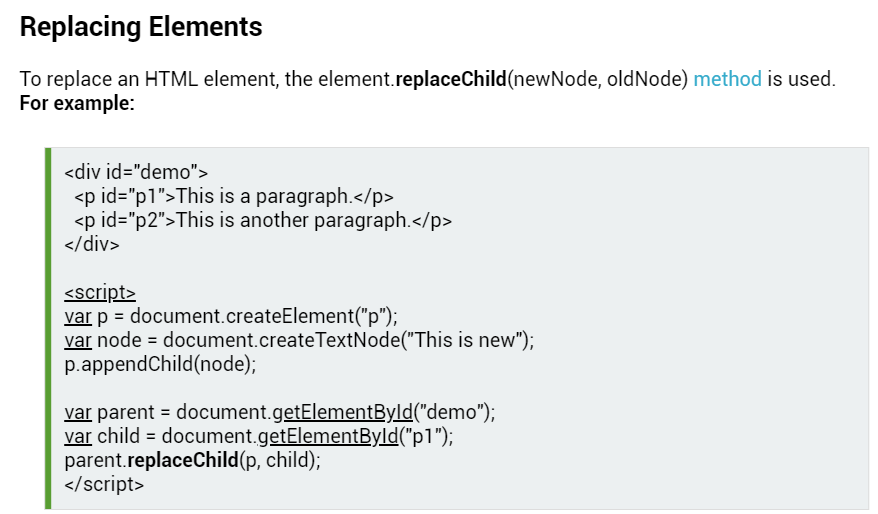 Replacing Elements
To replace an HTML element, the element.replaceChild(newNode, oldNode) method is used.
For example:
<div id="demo">
<p id="p1">This is a paragraph.</p>
<p id="p2">This is another paragraph.</p>
</div>
<script>
var p = document.createElement("p");
var node = document.createTextNode("This is new");
p.appendChild(node);
var parent = document.getElementById("demo");
var child = document.getElementById("p1");
parent.replaceChild(p, child);
</script>